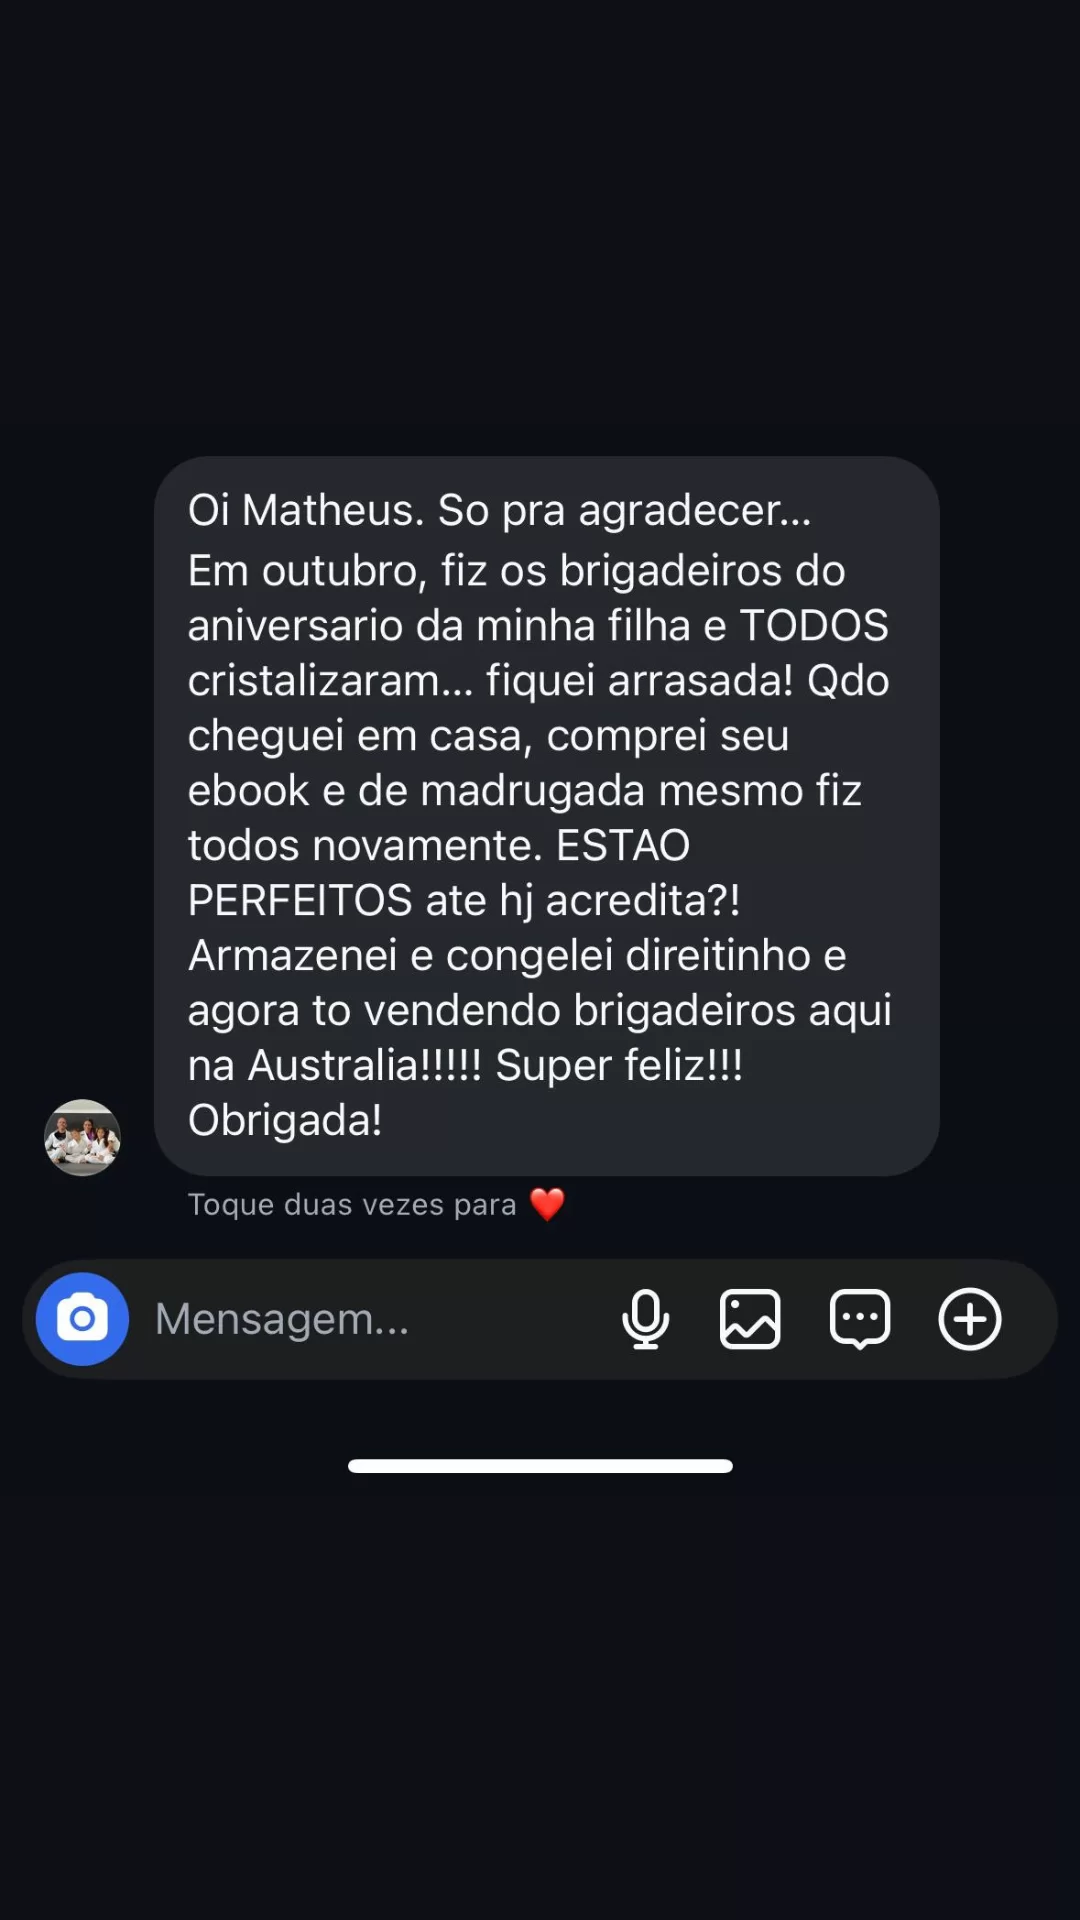 Oi Matheus. So pra agradecer...
Em outubro, fiz os brigadeiros do
aniversario da minha filha e TODOS
cristalizaram... fiquei arrasada! Qdo
cheguei em casa, comprei seu
ebook e de madrugada mesmo fiz
todos novamente. ESTAO
PERFEITOS ate hj acredita?!
Armazenei e congelei direitinho e
agora to vendendo brigadeiros aqui
na Australia!!!!! Super feliz!!!
Obrigada!
Toque duas vezes para ❤️
Mensagem...